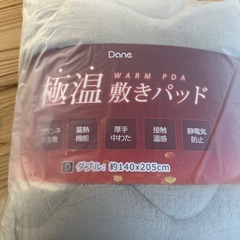 Dane
WARM PDA
極温 敷きパッド
蓄熱 厚手 接触 静電気
機能 中わた 温感 防止
D ダブル：約140x205cm